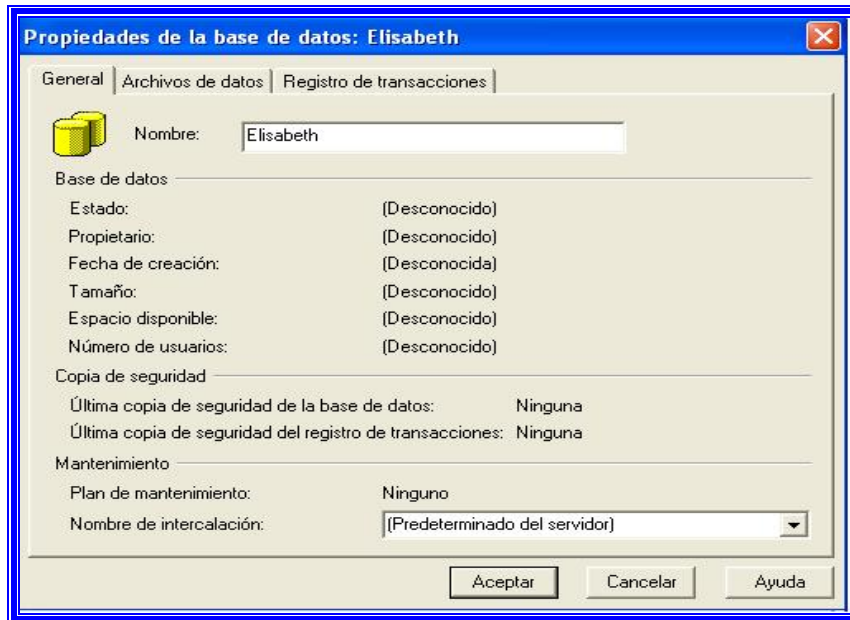 Propiedades de la base de datos: Elisabeth
General Archivos de datos Registro de transacciones
Nombre: Elisabeth
Base de datos
Estado: (Desconocido)
Propietario: (Desconocido)
Fecha de creación: (Desconocida)
Tamaño: (Desconocido)
Espacio disponible: (Desconocido)
Número de usuarios: (Desconocido)
Copia de seguridad
Última copia de seguridad de la base de datos: Ninguna
Última copia de seguridad del registro de transacciones: Ninguna
Mantenimiento
Plan de mantenimiento: Ninguno
Nombre de intercalación: (Predeterminado del servidor)
Aceptar Cancelar Ayuda